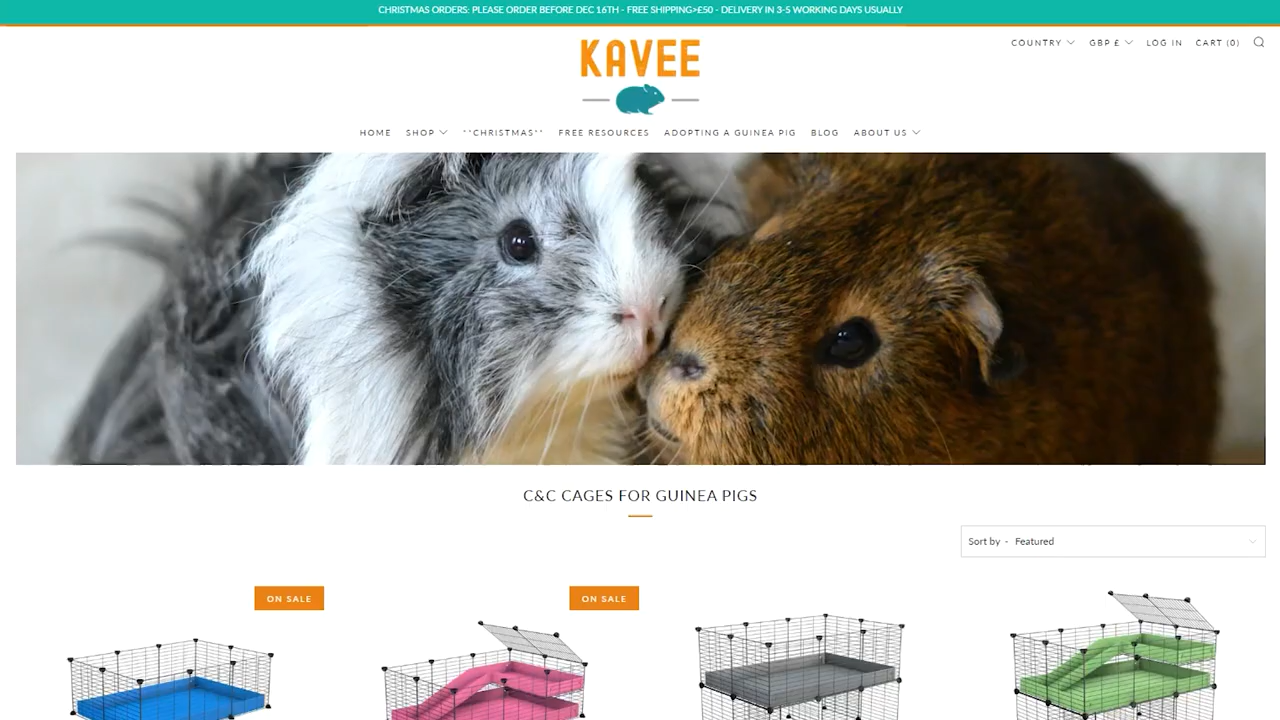 CHRISTMAS ORDERS: PLEASE ORDER BEFORE DEC 16TH - FREE SHIPPING>£50 - DELIVERY IN 3-5 WORKING DAYS USUALLY
COUNTRY GBP £ LOG IN CART (0)
KAVEE
HOME SHOP **CHRISTMAS** FREE RESOURCES ADOPTING A GUINEA PIG BLOG ABOUT US
C&C CAGES FOR GUINEA PIGS
Sort by - Featured
ON SALE ON SALE